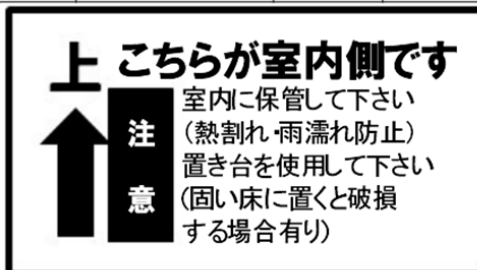 上
こちらが室内側です
注意
室内に保管して下さい
(熱割れ・雨濡れ防止)
置き台を使用して下さい
(固い床に置くと破損
する場合有り)